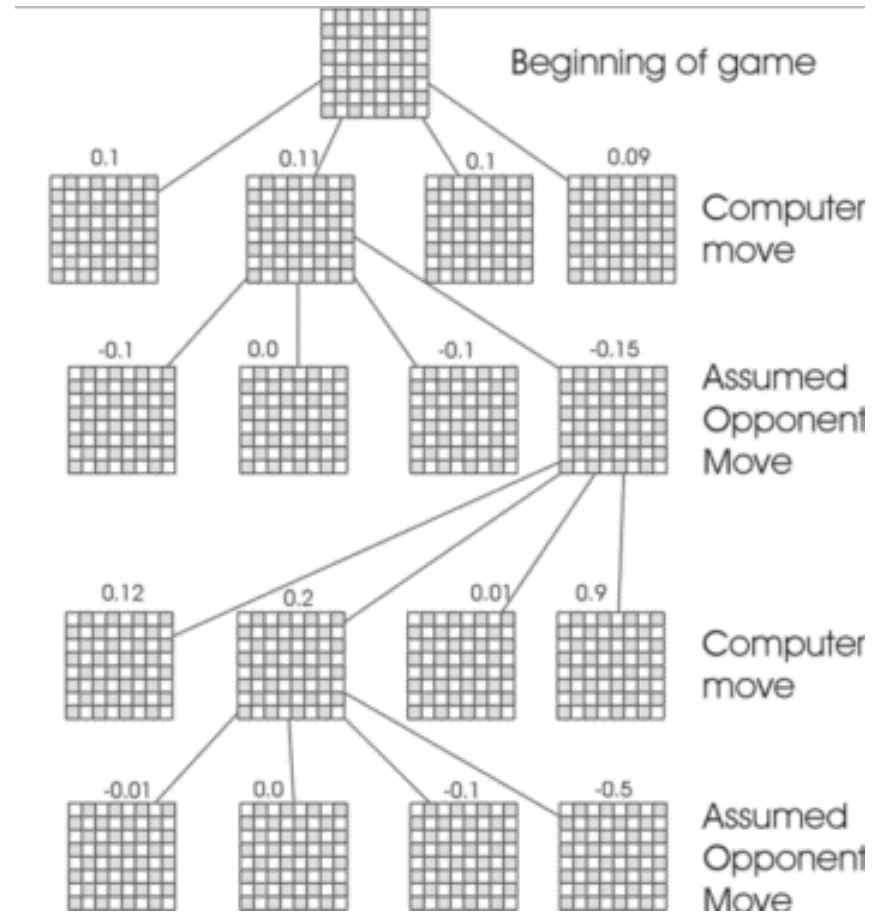 Beginning of game
0.1 0.11 0.1 0.09
Computer
move
-0.1 0.0 -0.1 -0.15
Assumed
Opponent
Move
0.12 0.2 0.01 0.9
Computer
move
-0.01 0.0 -0.1 -0.5
Assumed
Opponent
Move